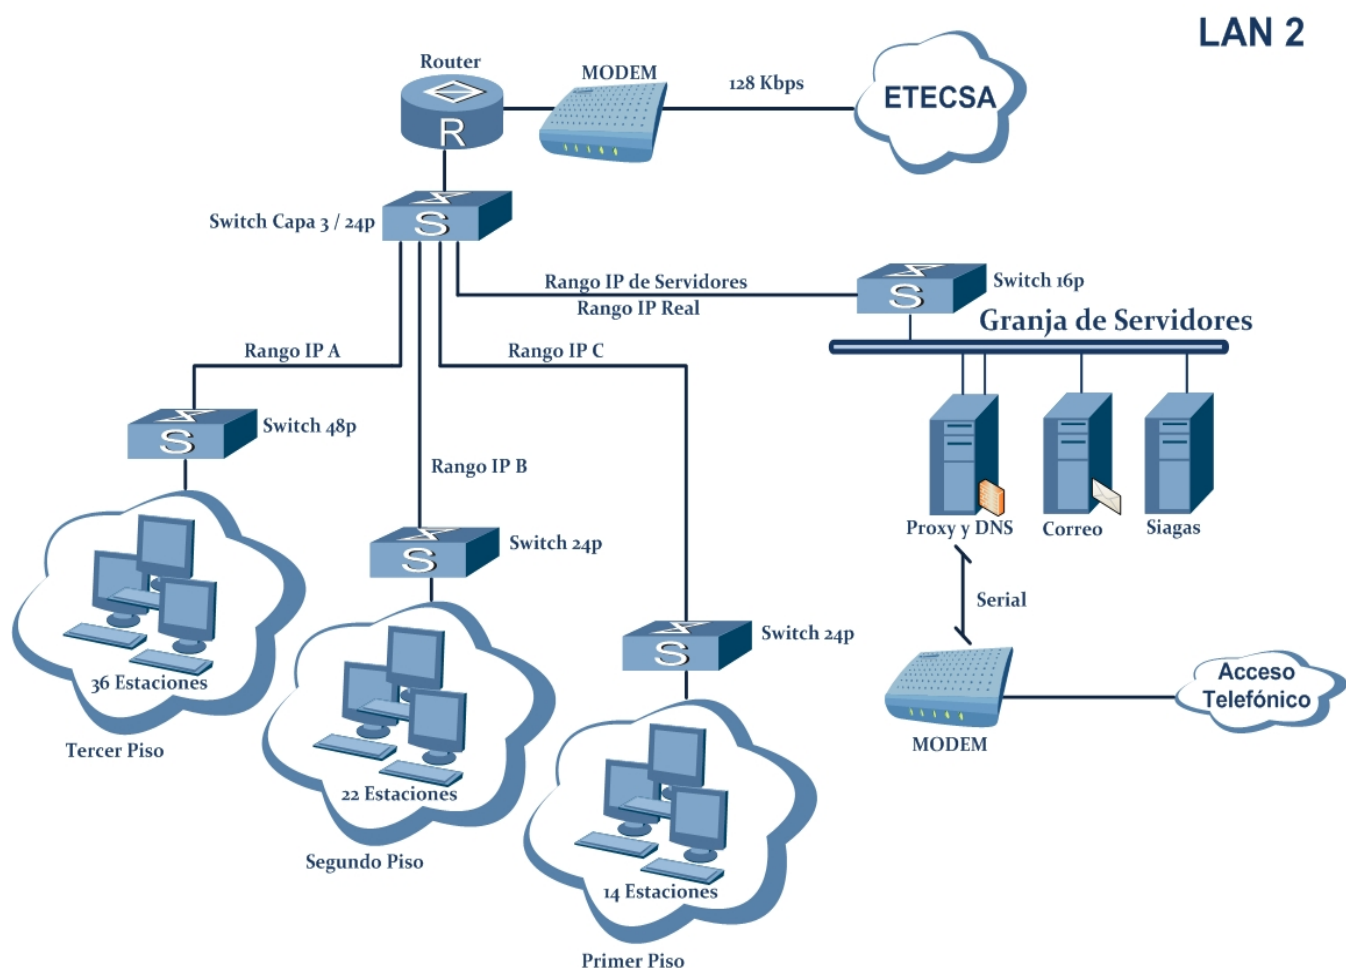 LAN 2
Router
MODEM
128 Kbps
ETECSA
R
Switch Capa 3 / 24p
S
Rango IP de Servidores
Rango IP Real
S
Switch 16p
Granja de Servidores
Rango IP A
Rango IP C
S
Switch 48p
Rango IP B
S
Switch 24p
Proxy y DNS
Correo
Siagas
Serial
S
Switch 24p
36 Estaciones
Tercer Piso
22 Estaciones
Segundo Piso
14 Estaciones
Primer Piso
MODEM
Acceso
Telefónico